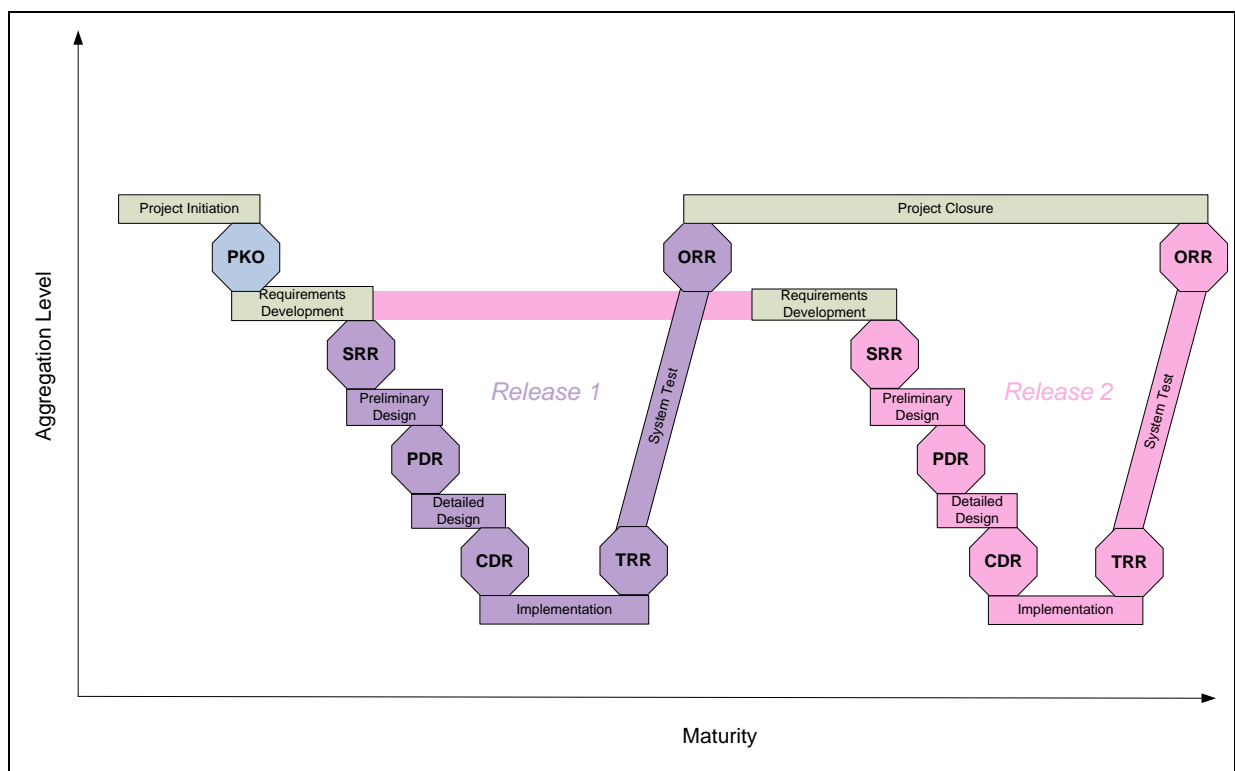 Project Initiation
Project Closure
PKO
ORR
ORR
Requirements
Development
Requirements
Development
SRR
SRR
Release 1
Release 2
Preliminary
Design
System Test
Preliminary
Design
System Test
PDR
PDR
Detailed
Design
Detailed
Design
CDR
TRR
CDR
TRR
Implementation
Implementation
Aggregation Level
Maturity